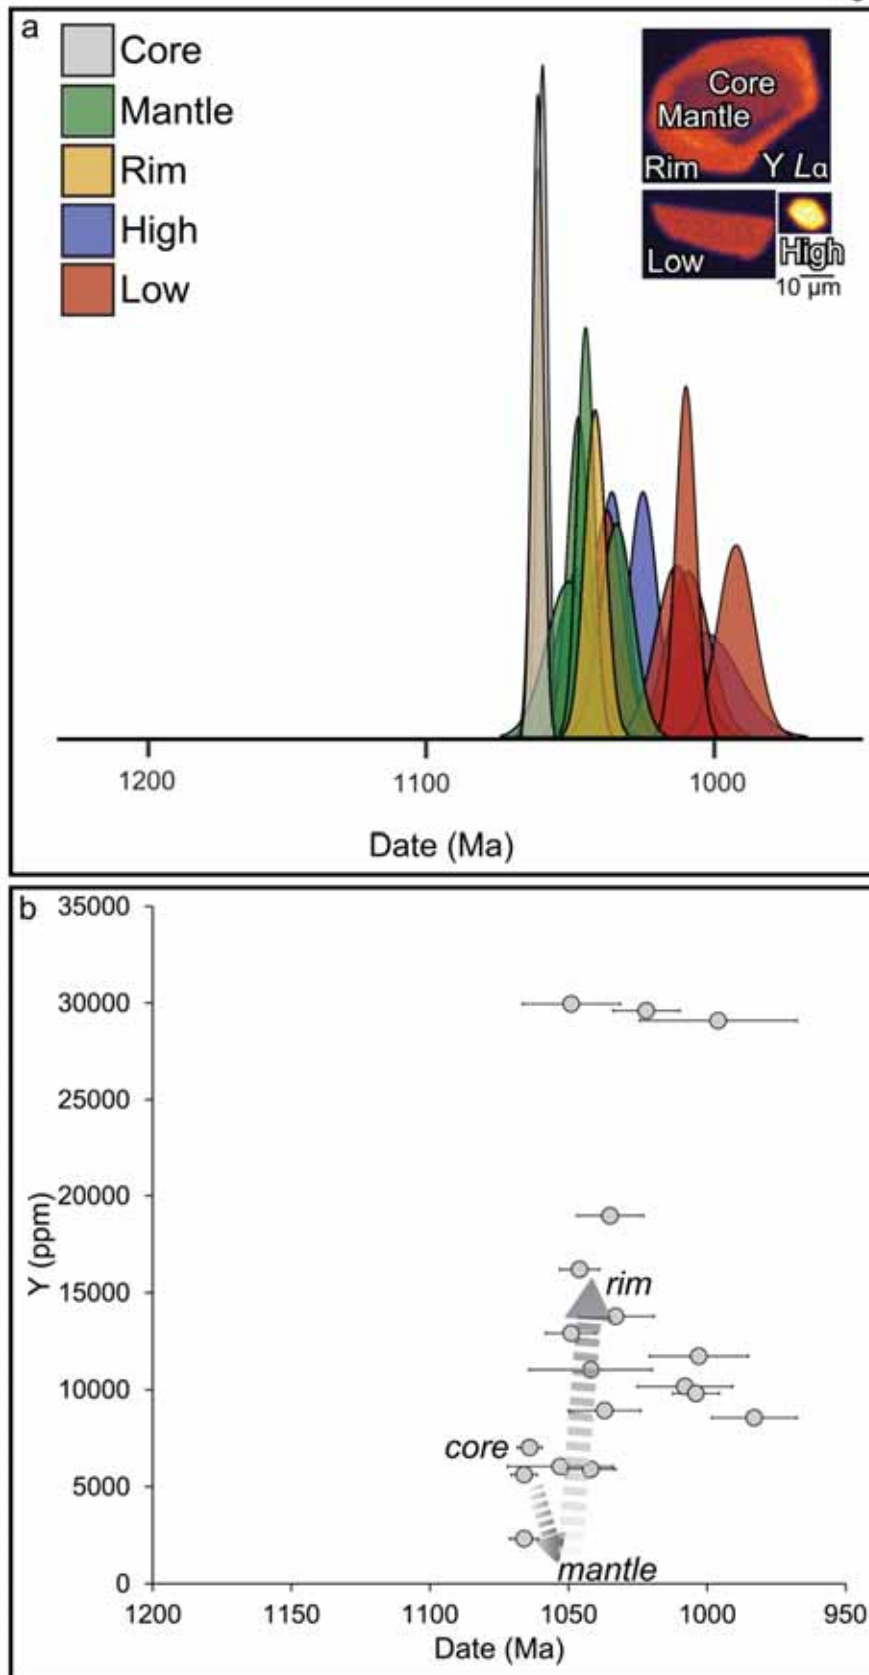 a
Core
Mantle
Rim
High
Low
Core
Mantle
Rim
Y Lα
Low
High
10 μm
1200
1100
1000
Date (Ma)
b
35000
30000
25000
20000
15000
10000
5000
0
Y (ppm)
rim
core
mantle
1200
1150
1100
1050
1000
950
Date (Ma)